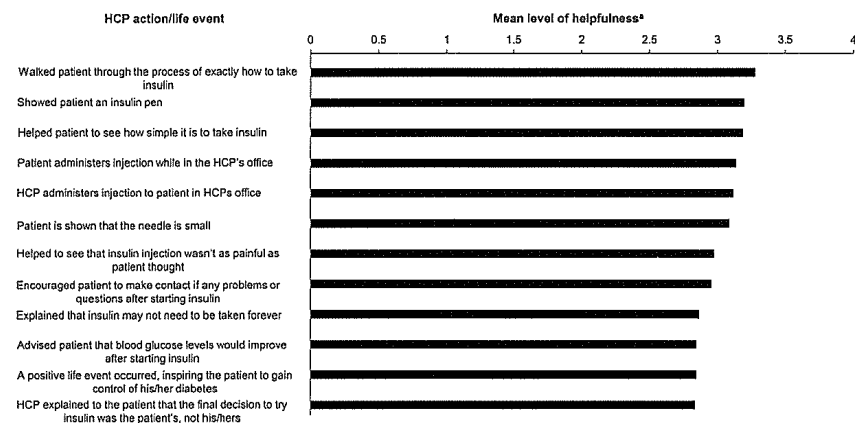 HCP action/life event
Mean level of helpfulnessª
0 0.5 1 1.5 2 2.5 3 3.5 4
Walked patient through the process of exactly how to take
insulin
Showed patient an insulin pen
Helped patient to see how simple it is to take insulin
Patient administers injection while in the HCP's office
HCP administers injection to patient in HCPs office
Patient is shown that the needle is small
Helped to see that insulin injection wasn't as painful as
patient thought
Encouraged patient to make contact if any problems or
questions after starting insulin
Explained that insulin may not need to be taken forever
Advised patient that blood glucose levels would improve
after starting insulin
A positive life event occurred, inspiring the patient to gain
control of his/her diabetes
HCP explained to the patient that the final decision to try
insulin was the patient's, not his/hers